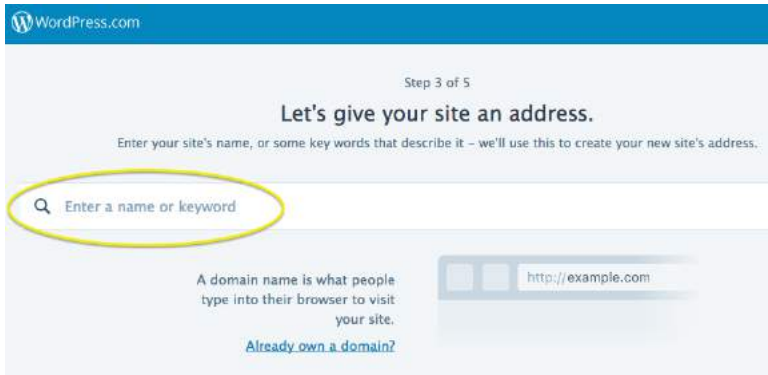 WordPress.com
Step 3 of 5
Let's give your site an address.
Enter your site's name, or some key words that describe it – we'll use this to create your new site's address.
Enter a name or keyword
A domain name is what people
type into their browser to visit
your site.
Already own a domain?
http://example.com